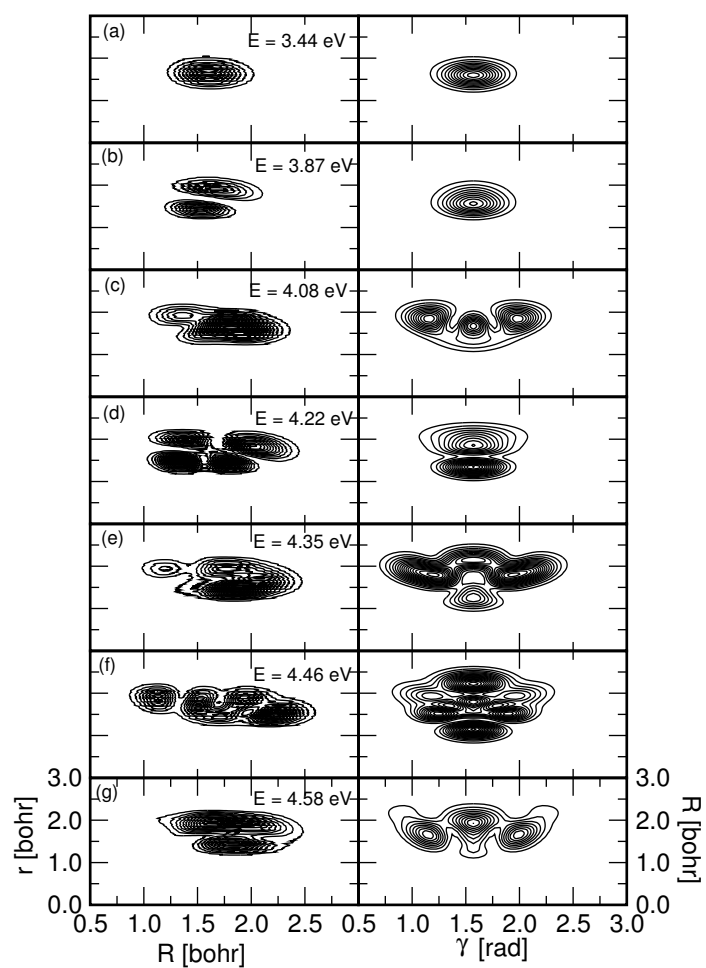 (a) E = 3.44 eV
(b) E = 3.87 eV
(c) E = 4.08 eV
(d) E = 4.22 eV
(e) E = 4.35 eV
(f) E = 4.46 eV
(g) E = 4.58 eV
3.0 3.0
2.0 2.0
1.0 1.0
0.0 0.0
r [bohr]
R [bohr]
0.5 1.0 1.5 2.0 2.5 1.0 1.5 2.0 2.5 3.0
R [bohr] γ [rad]